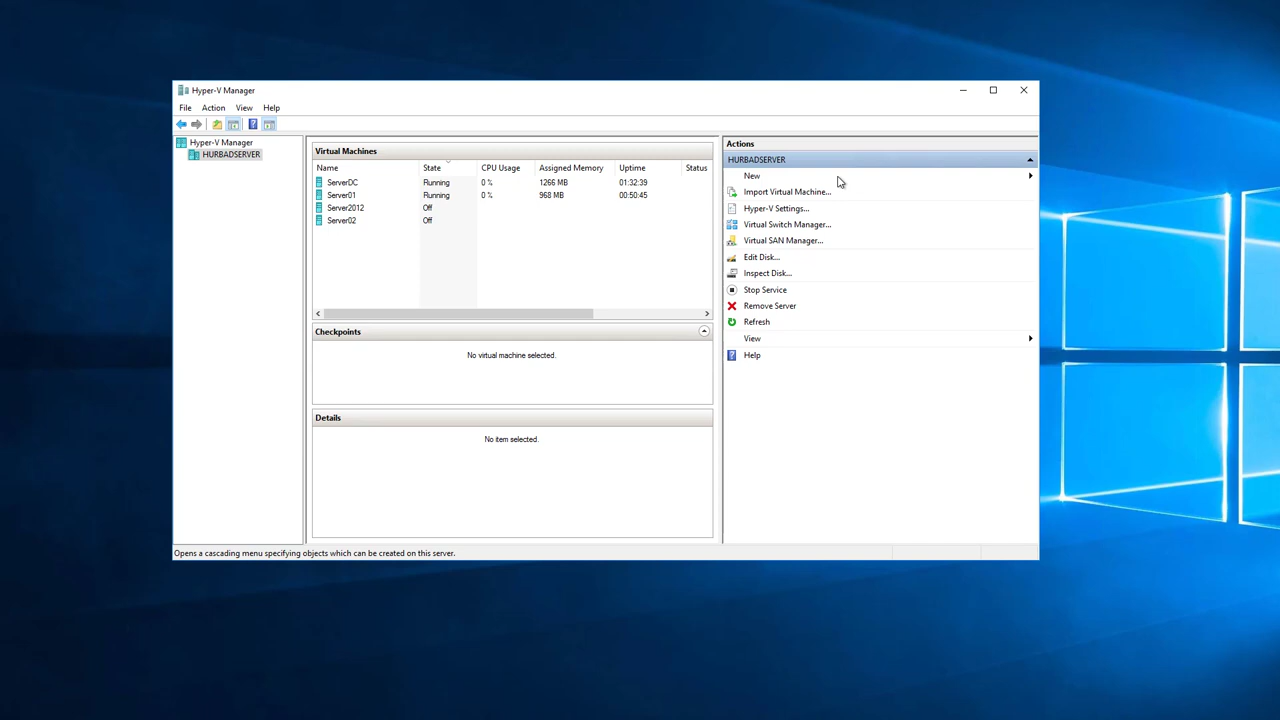 Hyper-V Manager
File Action View Help
Hyper-V Manager
HURBADSERVER
Virtual Machines
Name State CPU Usage Assigned Memory Uptime Status
ServerDC Running 0 % 1266 MB 01:32:39
Server01 Running 0 % 968 MB 00:50:45
Server2012 Off
Server02 Off
Checkpoints
No virtual machine selected.
Details
No item selected.
Actions
HURBADSERVER
New
Import Virtual Machine...
Hyper-V Settings...
Virtual Switch Manager...
Virtual SAN Manager...
Edit Disk...
Inspect Disk...
Stop Service
Remove Server
Refresh
View
Help
Opens a cascading menu specifying objects which can be created on this server.